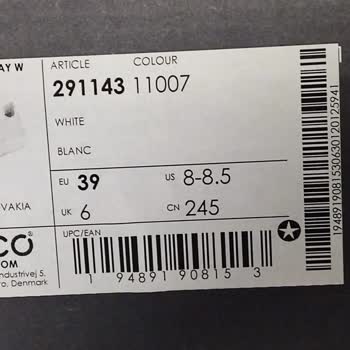 AY W
ARTICLE COLOUR
291143 11007
WHITE
BLANC
EU 39 US 8-8.5
UK 6 CN 245
VAKIA
UPC/EAN
CO®
OM
ndustrivej 5,
ro, Denmark
1 94891 90815 3
1948919081530630120125941